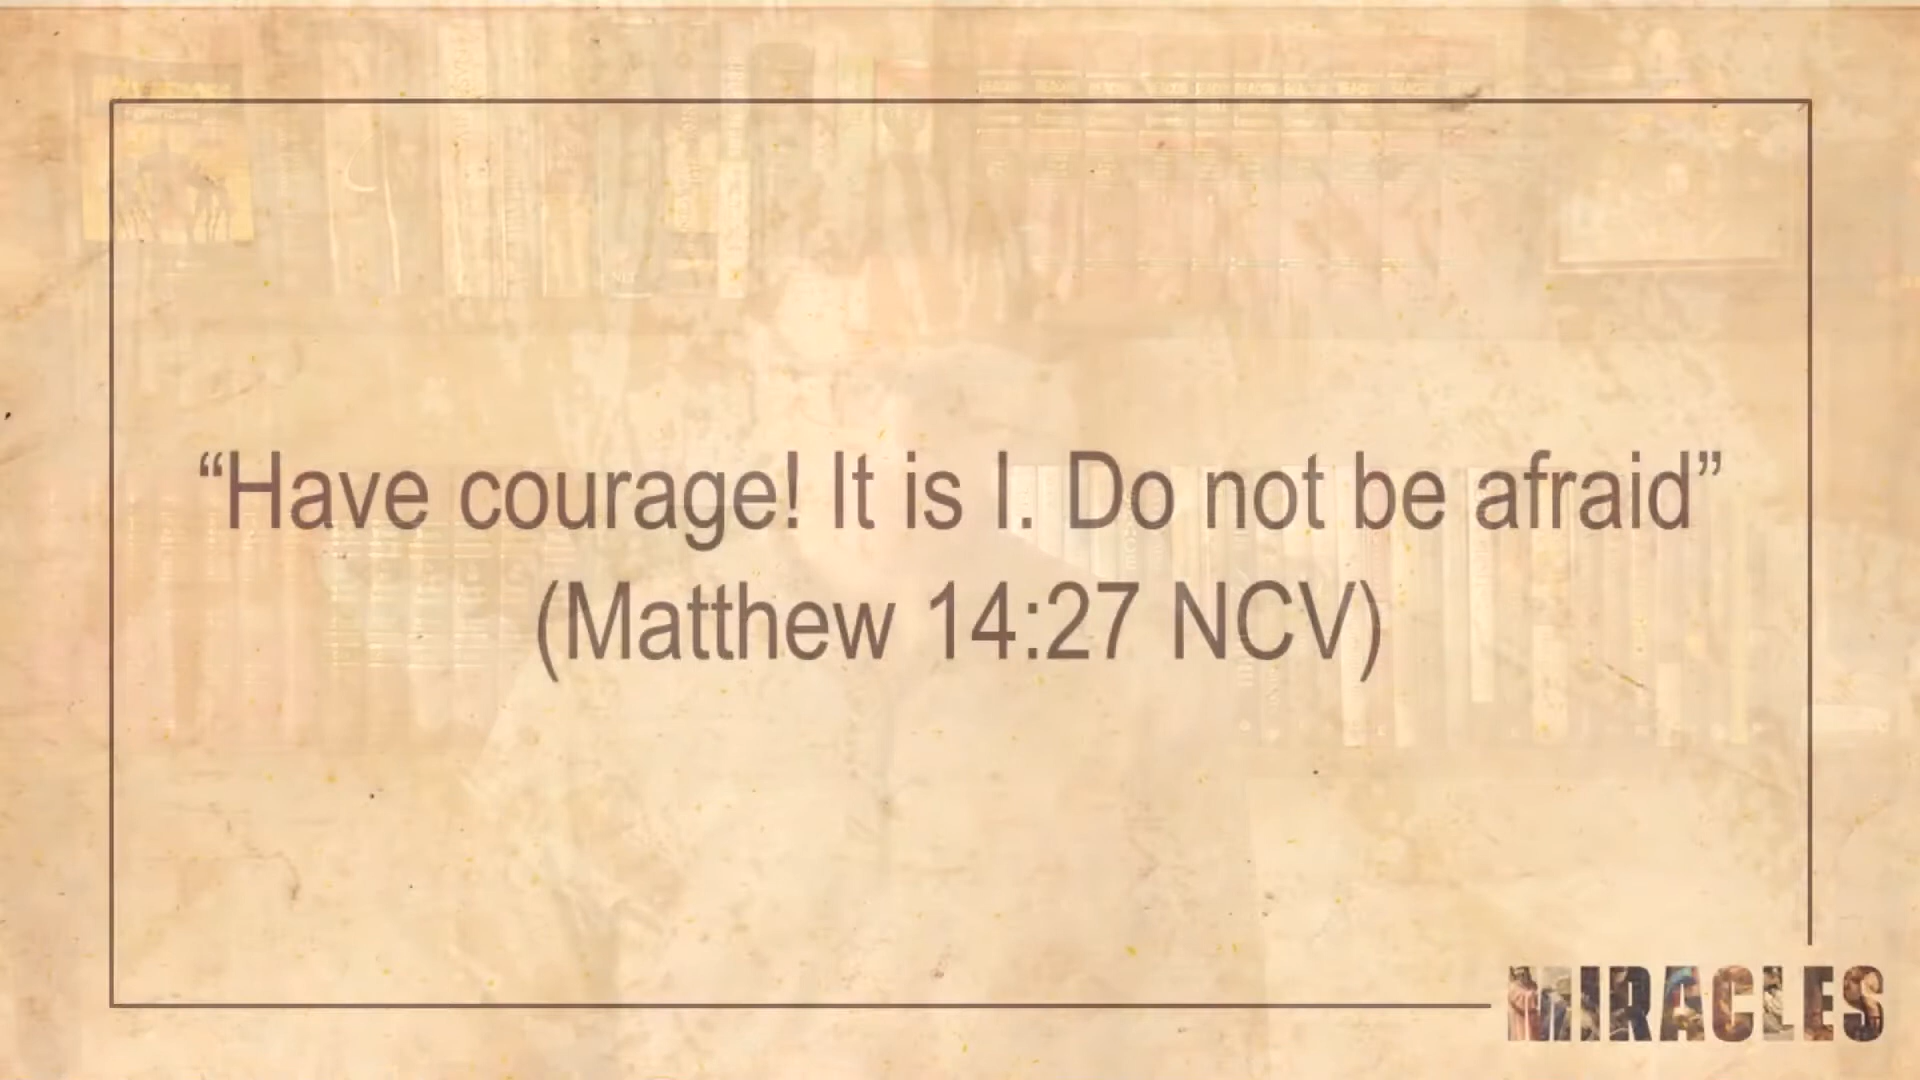 “Have courage! It is I. Do not be afraid”
(Matthew 14:27 NCV)
MIRACLES